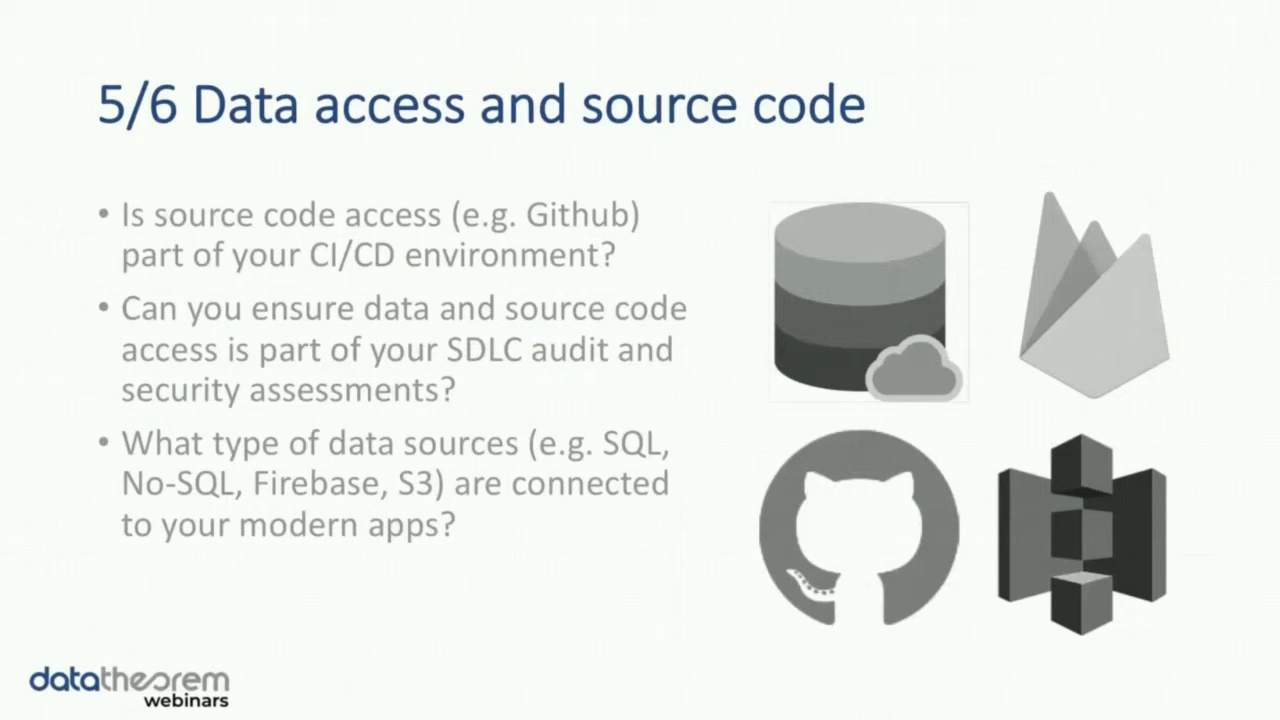 5/6 Data access and source code
• Is source code access (e.g. Github)
part of your CI/CD environment?
• Can you ensure data and source code
access is part of your SDLC audit and
security assessments?
• What type of data sources (e.g. SQL,
No-SQL, Firebase, S3) are connected
to your modern apps?
datatheorem
webinars